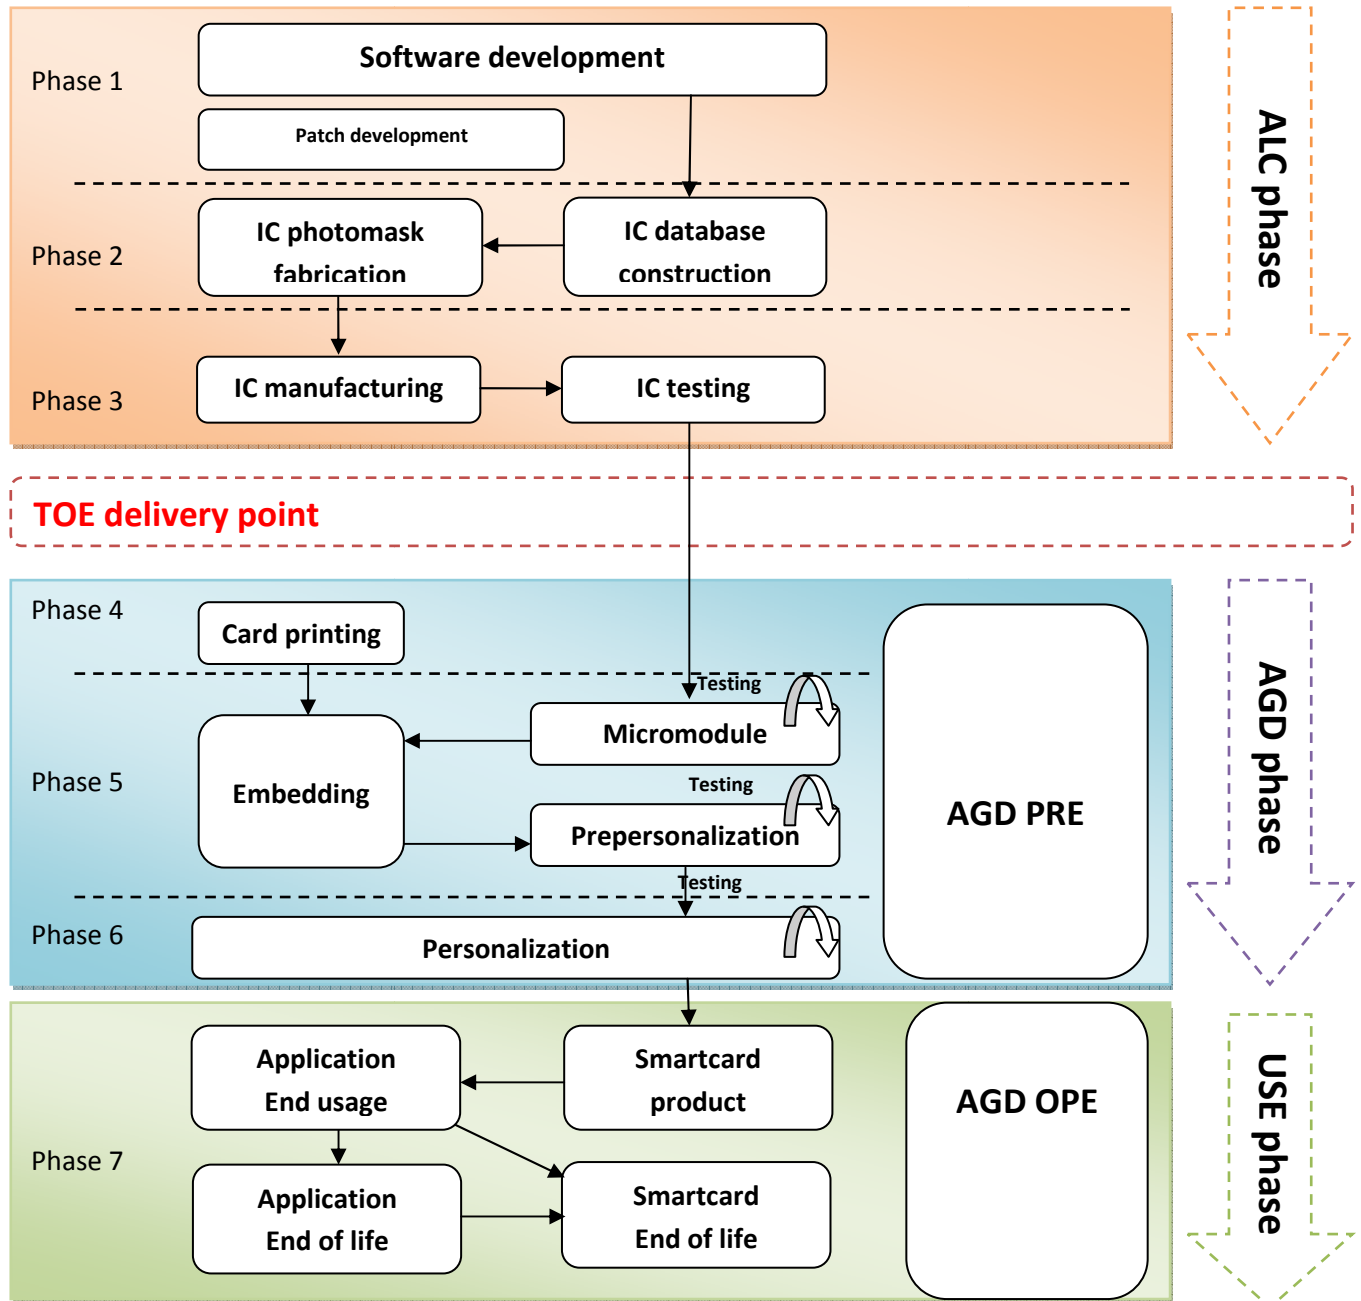 Software development
Phase 1
Patch development
IC photomask
fabrication
IC database
construction
Phase 2
IC manufacturing
IC testing
Phase 3
ALC phase
TOE delivery point
Phase 4
Card printing
Testing
Micromodule
Phase 5
Embedding
Testing
Prepersonalization
Testing
Phase 6
Personalization
AGD PRE
AGD phase
Application
End usage
Smartcard
product
Phase 7
Application
End of life
Smartcard
End of life
AGD OPE
USE phase